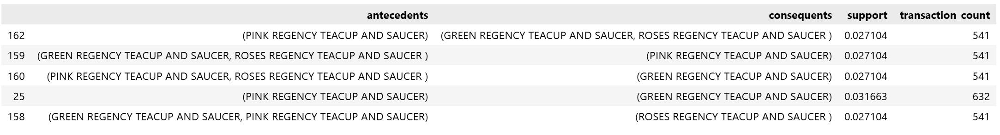 antecedents consequents support transaction_count
162 (PINK REGENCY TEACUP AND SAUCER) (GREEN REGENCY TEACUP AND SAUCER, ROSES REGENCY TEACUP AND SAUCER ) 0.027104 541
159 (GREEN REGENCY TEACUP AND SAUCER, ROSES REGENCY TEACUP AND SAUCER ) (PINK REGENCY TEACUP AND SAUCER) 0.027104 541
160 (PINK REGENCY TEACUP AND SAUCER, ROSES REGENCY TEACUP AND SAUCER ) (GREEN REGENCY TEACUP AND SAUCER) 0.027104 541
25 (PINK REGENCY TEACUP AND SAUCER) (GREEN REGENCY TEACUP AND SAUCER) 0.031663 632
158 (GREEN REGENCY TEACUP AND SAUCER, PINK REGENCY TEACUP AND SAUCER) (ROSES REGENCY TEACUP AND SAUCER ) 0.027104 541